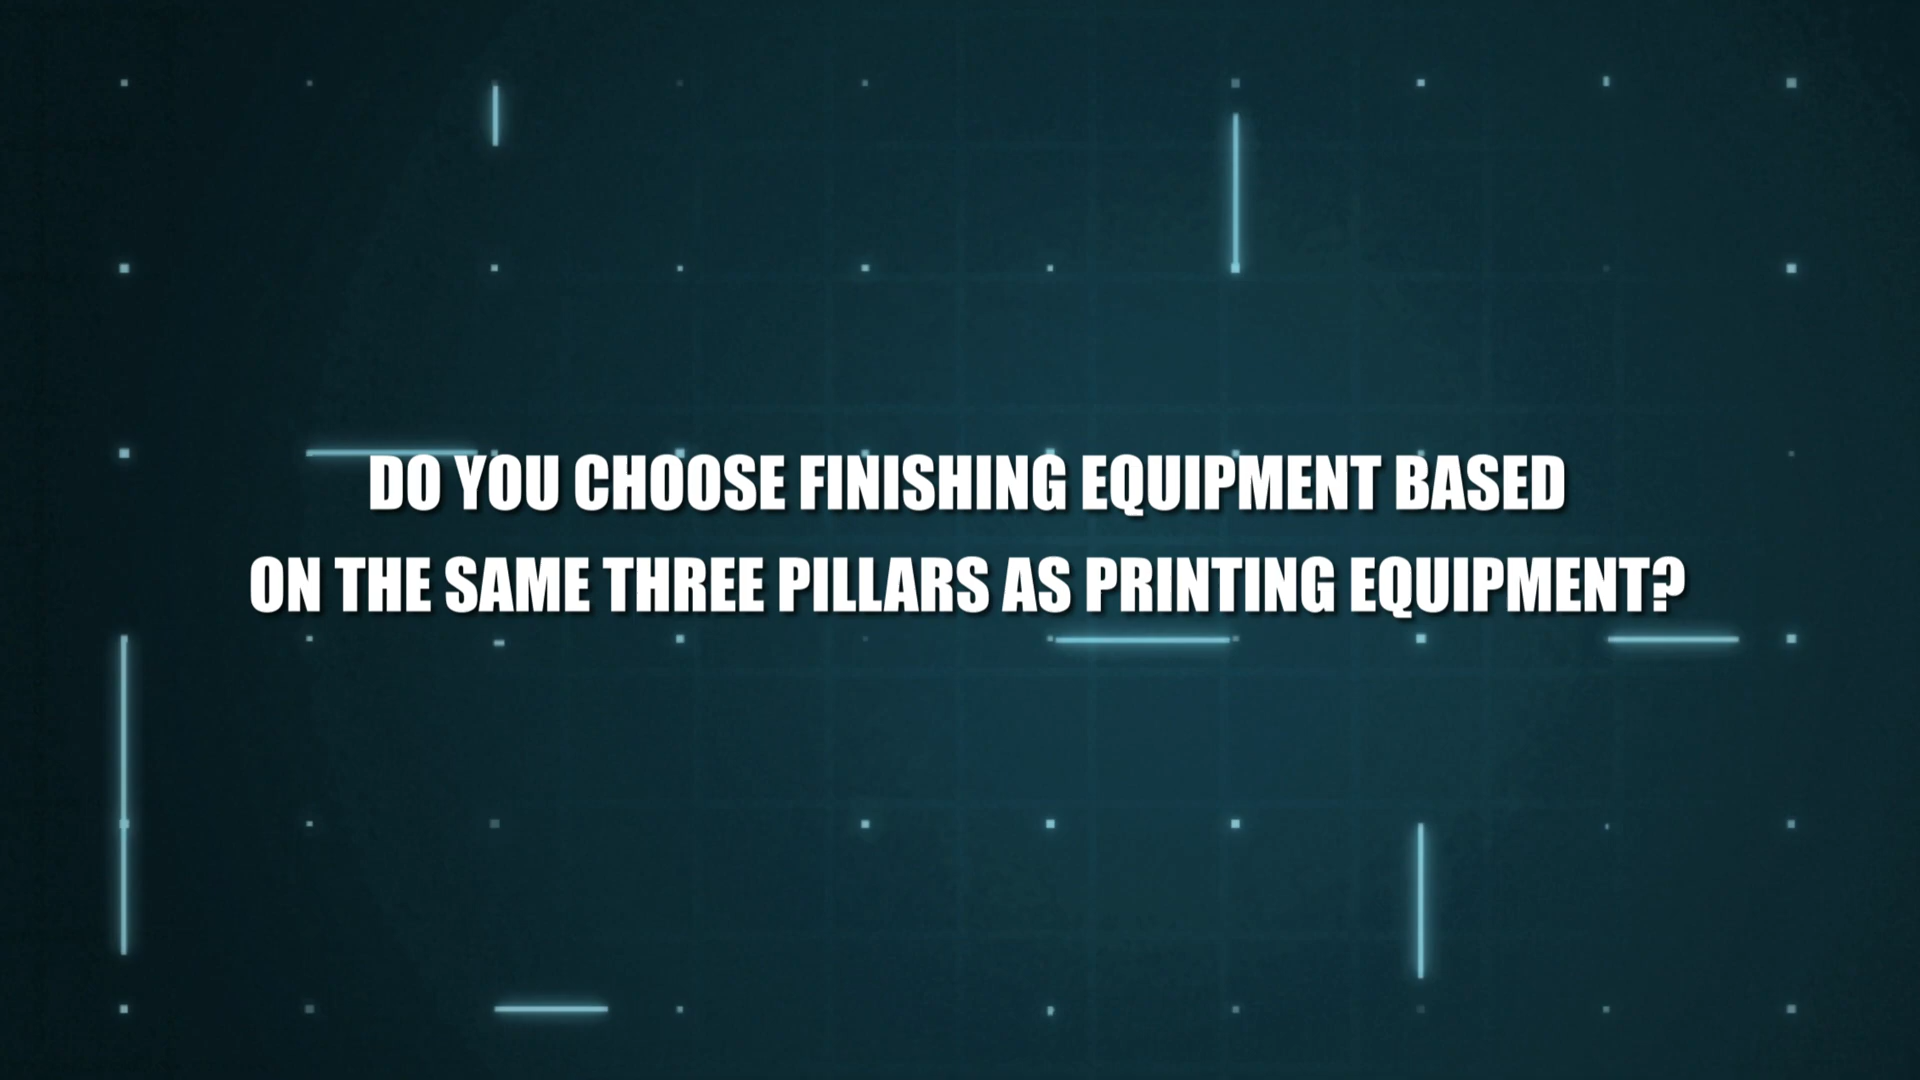 DO YOU CHOOSE FINISHING EQUIPMENT BASED
ON THE SAME THREE PILLARS AS PRINTING EQUIPMENT?